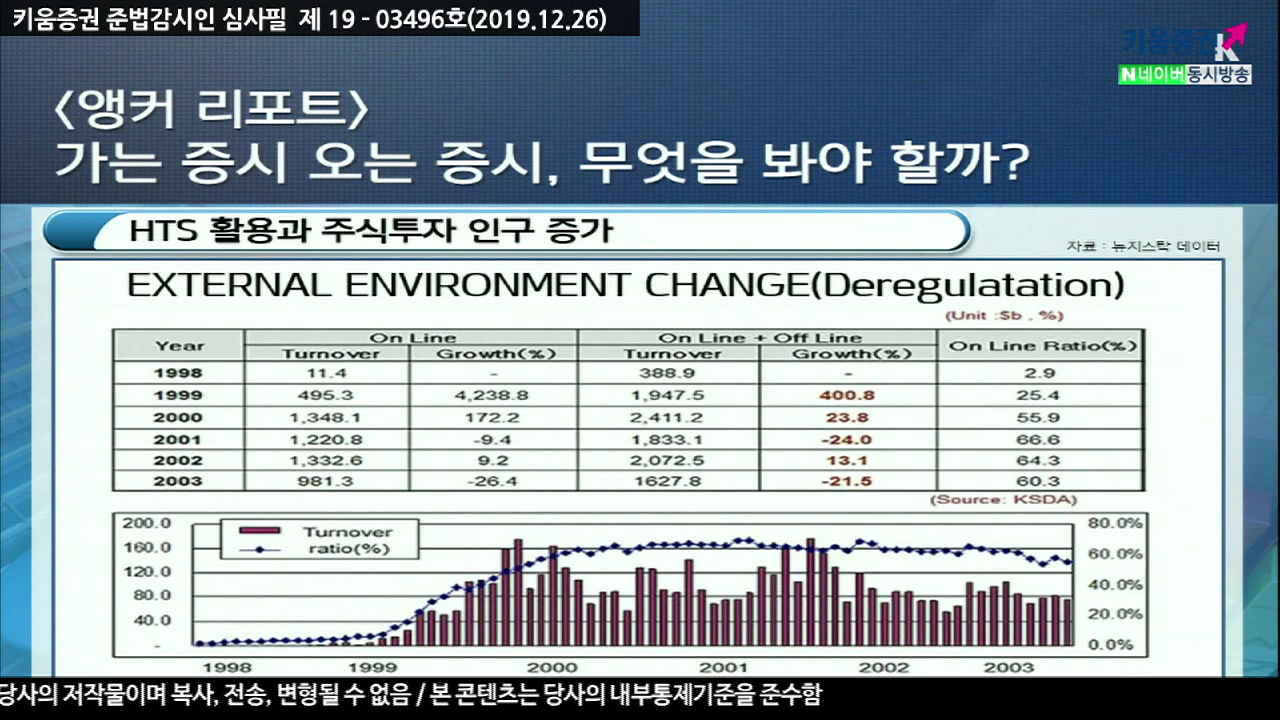 키움증권 준법감시인 심사필 제 19 - 03496호(2019.12.26)
키움증권
N네이버 동시방송
<앵커 리포트>
가는 증시 오는 증시, 무엇을 봐야 할까?
HTS 활용과 주식투자 인구 증가
자료 : 뉴지스탁 데이터
EXTERNAL ENVIRONMENT CHANGE(Deregulatation)
(Unit :$b , %)
Year On Line On Line + Off Line On Line Ratio(%)
Turnover Growth(%) Turnover Growth(%)
1998 11.4 - 388.9 - 2.9
1999 495.3 4,238.8 1,947.5 400.8 25.4
2000 1,348.1 172.2 2,411.2 23.8 55.9
2001 1,220.8 -9.4 1,833.1 -24.0 66.6
2002 1,332.6 9.2 2,072.5 13.1 64.3
2003 981.3 -26.4 1627.8 -21.5 60.3
(Source: KSDA)
200.0 Turnover 80.0%
160.0 ratio(%) 60.0%
120.0 40.0%
80.0 20.0%
40.0 0.0%
-
1998 1999 2000 2001 2002 2003
당사의 저작물이며 복사, 전송, 변형될 수 없음 / 본 콘텐츠는 당사의 내부통제기준을 준수함